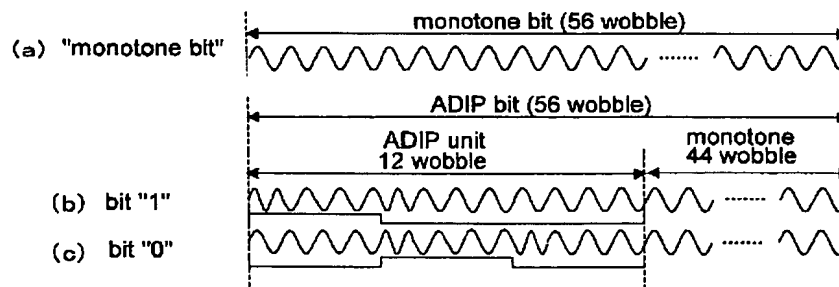 monotone bit (56 wobble)
(a) "monotone bit"
ADIP bit (56 wobble)
ADIP unit
12 wobble
monotone
44 wobble
(b) bit "1"
(c) bit "0"